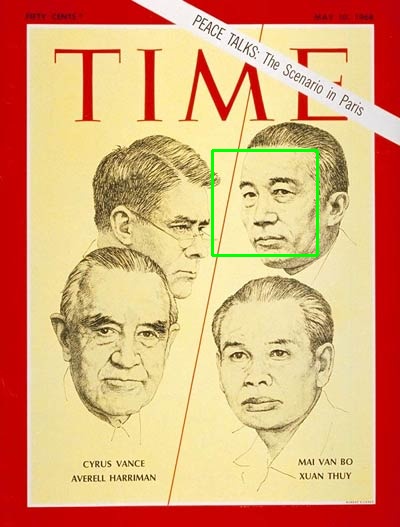 FIFTY CENTS
MAY 10, 1968
PEACE TALKS: The Scenario in Paris
TIME
CYRUS VANCE
AVERELL HARRIMAN
MAI VAN BO
XUAN THUY